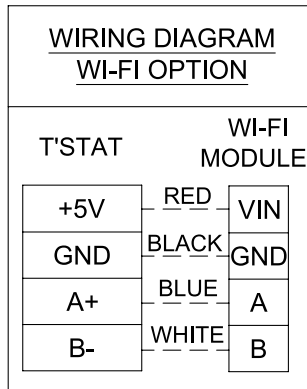 WIRING DIAGRAM
WI-FI OPTION
T'STAT
WI-FI
MODULE
+5V RED VIN
GND BLACK GND
A+ BLUE A
B- WHITE B